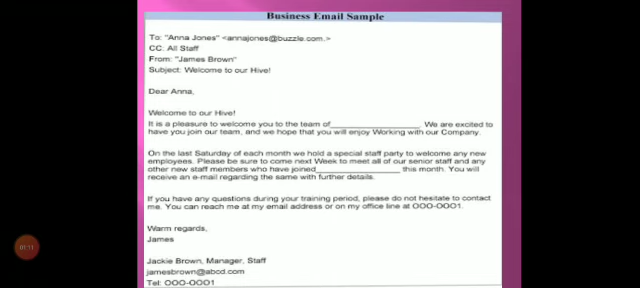 Business Email Sample
To: "Anna Jones" <annajones@buzzle.com.>
CC: All Staff
From: "James Brown"
Subject: Welcome to our Hive!
Dear Anna,
Welcome to our Hive!
It is a pleasure to welcome you to the team of____________________. We are excited to
have you join our team, and we hope that you will enjoy Working with our Company.
On the last Saturday of each month we hold a special staff party to welcome any new
employees. Please be sure to come next Week to meet all of our senior staff and any
other new staff members who have joined____________________ this month. You will
receive an e-mail regarding the same with further details.
If you have any questions during your training period, please do not hesitate to contact
me. You can reach me at my email address or on my office line at OOO-OOO1.
Warm regards,
James
Jackie Brown, Manager, Staff
jamesbrown@abcd.com
Tel: OOO-OOO1
01:11